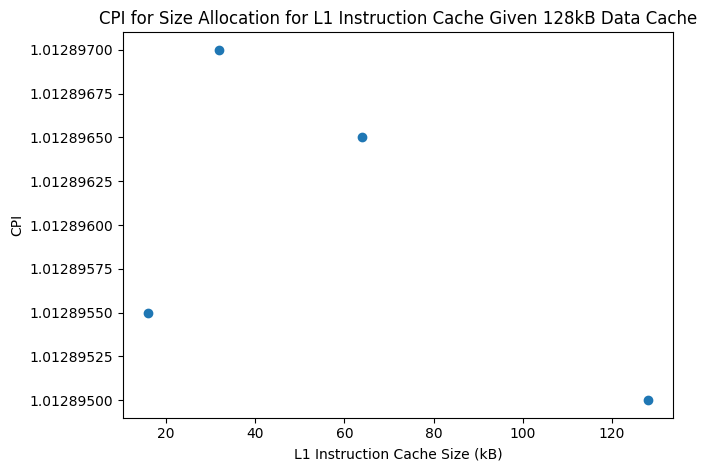 CPI for Size Allocation for L1 Instruction Cache Given 128kB Data Cache
1.01289700
1.01289675
1.01289650
1.01289625
1.01289600
1.01289575
1.01289550
1.01289525
1.01289500
CPI
20 40 60 80 100 120
L1 Instruction Cache Size (kB)